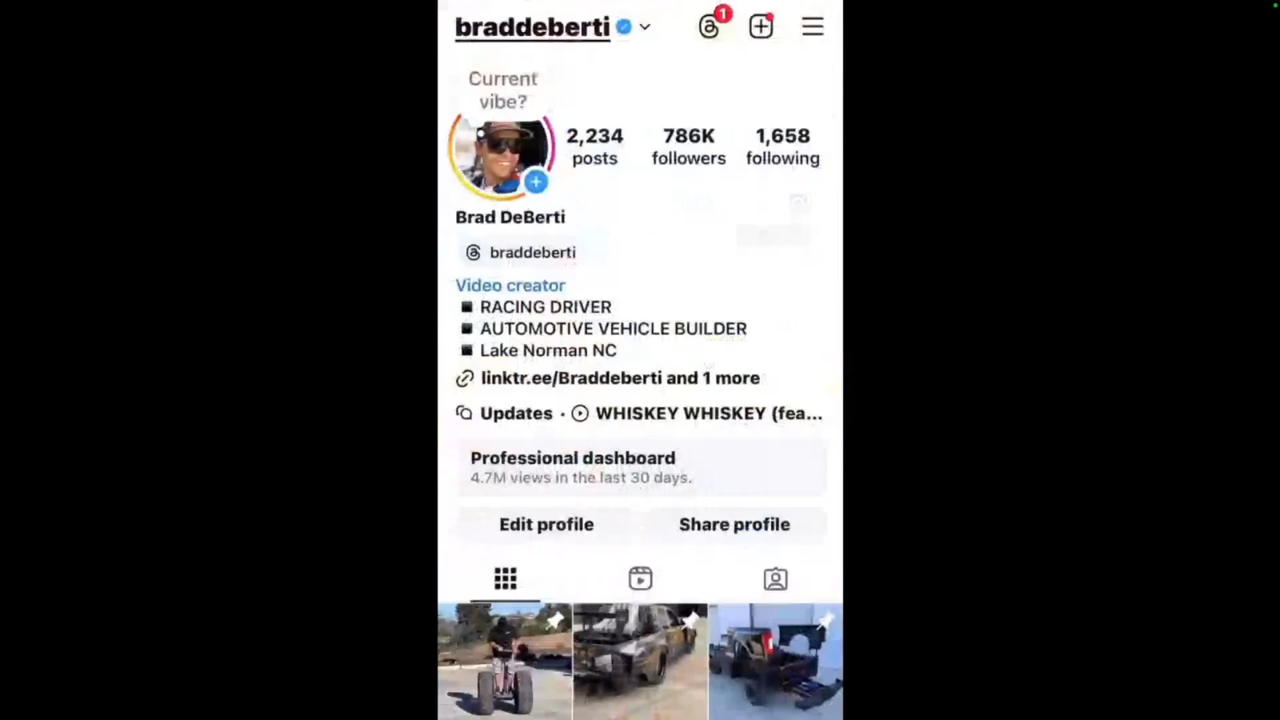 braddeberti
1
Current
vibe?
2,234 786K 1,658
posts followers following
Brad DeBerti
braddeberti
Video creator
RACING DRIVER
AUTOMOTIVE VEHICLE BUILDER
Lake Norman NC
linktr.ee/Braddeberti and 1 more
Updates · WHISKEY WHISKEY (fea...
Professional dashboard
4.7M views in the last 30 days.
Edit profile Share profile